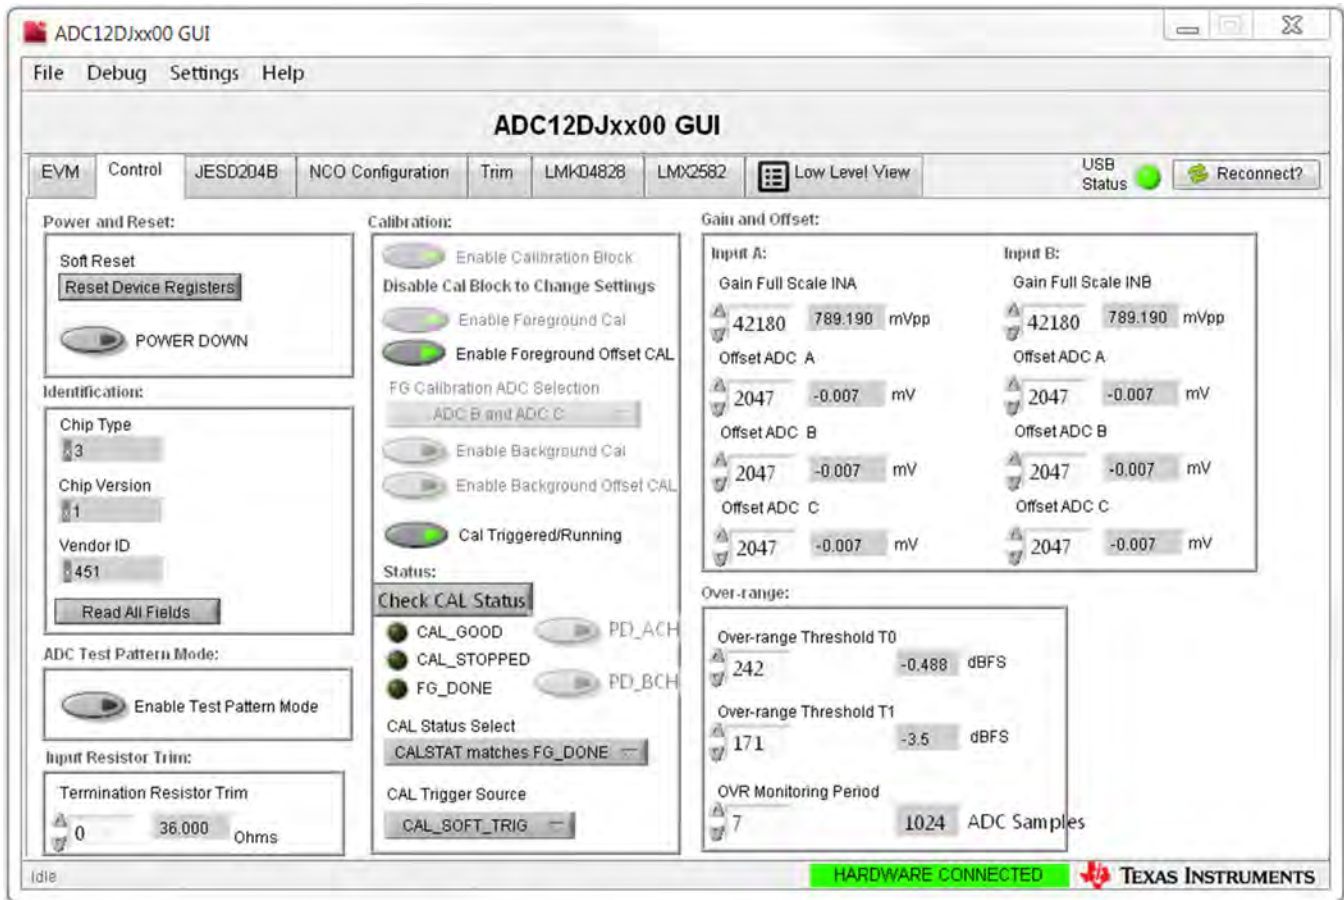 ADC12DJxx00 GUI
File Debug Settings Help
ADC12DJxx00 GUI
EVM Control JESD204B NCO Configuration Trim LMK04828 LMX2582 Low Level View USB Status Reconnect?
Power and Reset:
Soft Reset
Reset Device Registers
POWER DOWN
Identification:
Chip Type
3
Chip Version
1
Vendor ID
451
Read All Fields
ADC Test Pattern Mode:
Enable Test Pattern Mode
Input Resistor Trim:
Termination Resistor Trim
0 36.000 Ohms
Calibration:
Enable Calibration Block
Disable Cal Block to Change Settings
Enable Foreground Cal
Enable Foreground Offset CAL
FG Calibration ADC Selection
ADC B and ADC C
Enable Background Cal
Enable Background Offset CAL
Cal Triggered/Running
Status:
Check CAL Status
CAL_GOOD PD_ACH
CAL_STOPPED
FG_DONE PD_BCH
CAL Status Select
CALSTAT matches FG_DONE
CAL Trigger Source
CAL_SOFT_TRIG
Gain and Offset:
Input A:
Gain Full Scale INA
42180 789.190 mVpp
Offset ADC A
2047 -0.007 mV
Offset ADC B
2047 -0.007 mV
Offset ADC C
2047 -0.007 mV
Input B:
Gain Full Scale INB
42180 789.190 mVpp
Offset ADC A
2047 -0.007 mV
Offset ADC B
2047 -0.007 mV
Offset ADC C
2047 -0.007 mV
Over-range:
Over-range Threshold T0
242 -0.488 dBFS
Over-range Threshold T1
171 -3.5 dBFS
OVR Monitoring Period
7 1024 ADC Samples
Idle HARDWARE CONNECTED TEXAS INSTRUMENTS